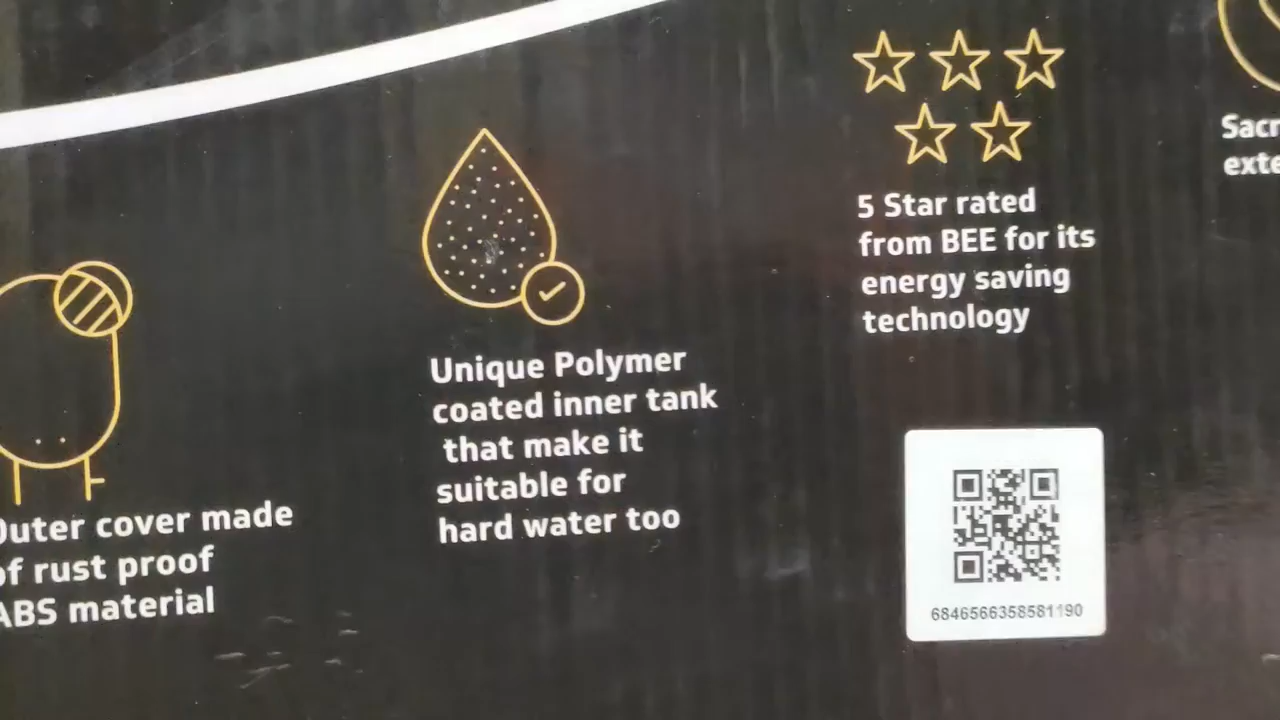 Outer cover made
of rust proof
ABS material
Unique Polymer
coated inner tank
that make it
suitable for
hard water too
5 Star rated
from BEE for its
energy saving
technology
6846566358581190